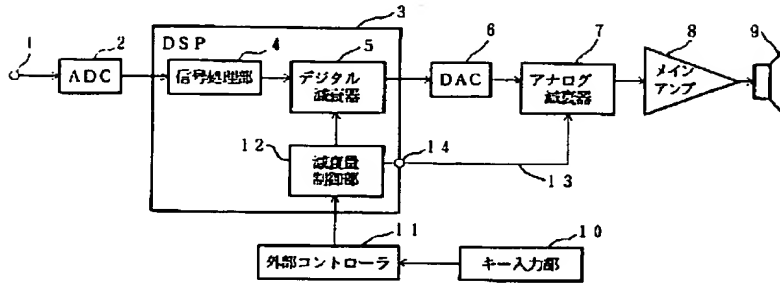 3
1
2
DSP
4
5
6
7
8
9
ADC
信号処理部
デジタル
減衰器
DAC
アナログ
減衰器
メイン
アンプ
12
14
減衰量
制御部
13
11
10
外部コントローラ
キー入力部